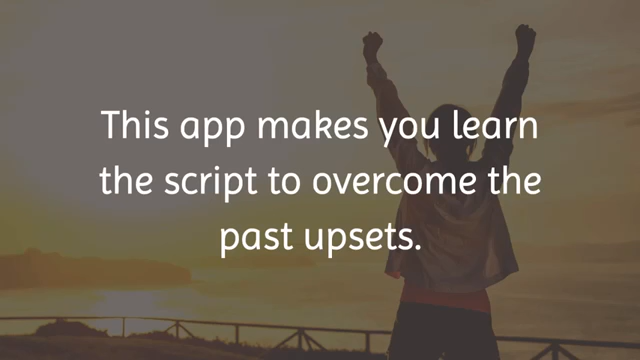 This app makes you learn
the script to overcome the
past upsets.